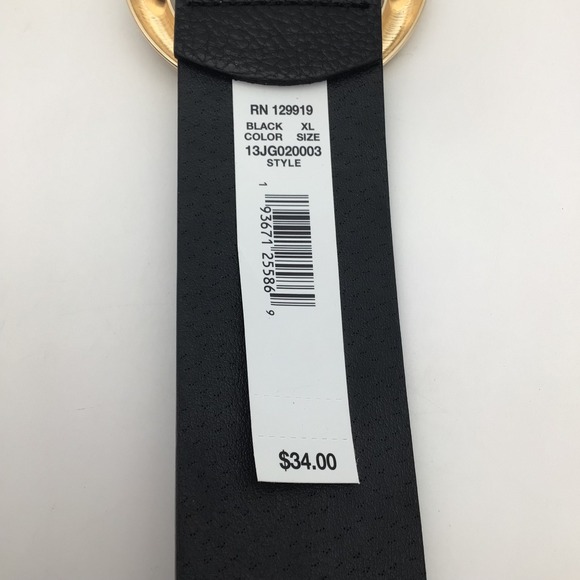 RN 129919
BLACK XL
COLOR SIZE
13JG020003
STYLE
1 93671 25586 9
$34.00